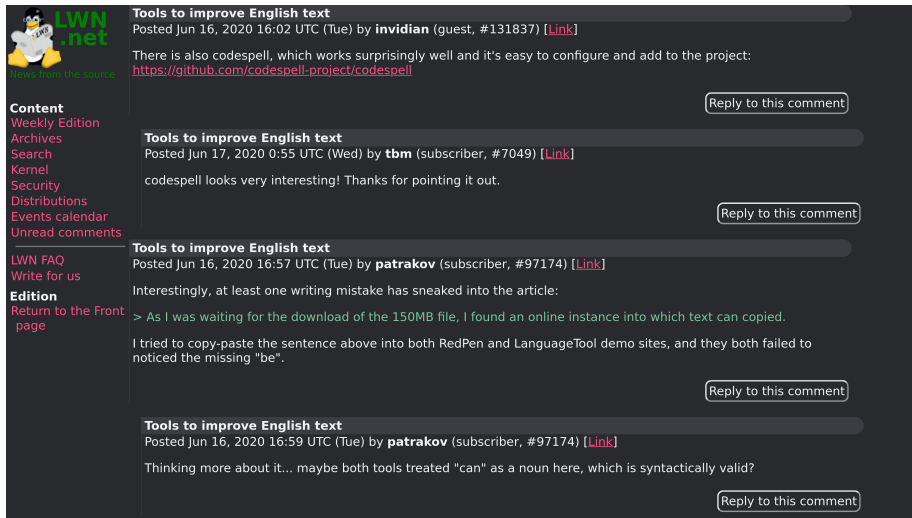 LWN
.net
News from the source
Content
Weekly Edition
Archives
Search
Kernel
Security
Distributions
Events calendar
Unread comments
LWN FAQ
Write for us
Edition
Return to the Front
page
Tools to improve English text
Posted Jun 16, 2020 16:02 UTC (Tue) by invidian (guest, #131837) [Link]
There is also codespell, which works surprisingly well and it's easy to configure and add to the project:
https://github.com/codespell-project/codespell
Reply to this comment
Tools to improve English text
Posted Jun 17, 2020 0:55 UTC (Wed) by tbm (subscriber, #7049) [Link]
codespell looks very interesting! Thanks for pointing it out.
Reply to this comment
Tools to improve English text
Posted Jun 16, 2020 16:57 UTC (Tue) by patrakov (subscriber, #97174) [Link]
Interestingly, at least one writing mistake has sneaked into the article:
> As I was waiting for the download of the 150MB file, I found an online instance into which text can copied.
I tried to copy-paste the sentence above into both RedPen and LanguageTool demo sites, and they both failed to
noticed the missing "be".
Reply to this comment
Tools to improve English text
Posted Jun 16, 2020 16:59 UTC (Tue) by patrakov (subscriber, #97174) [Link]
Thinking more about it... maybe both tools treated "can" as a noun here, which is syntactically valid?
Reply to this comment